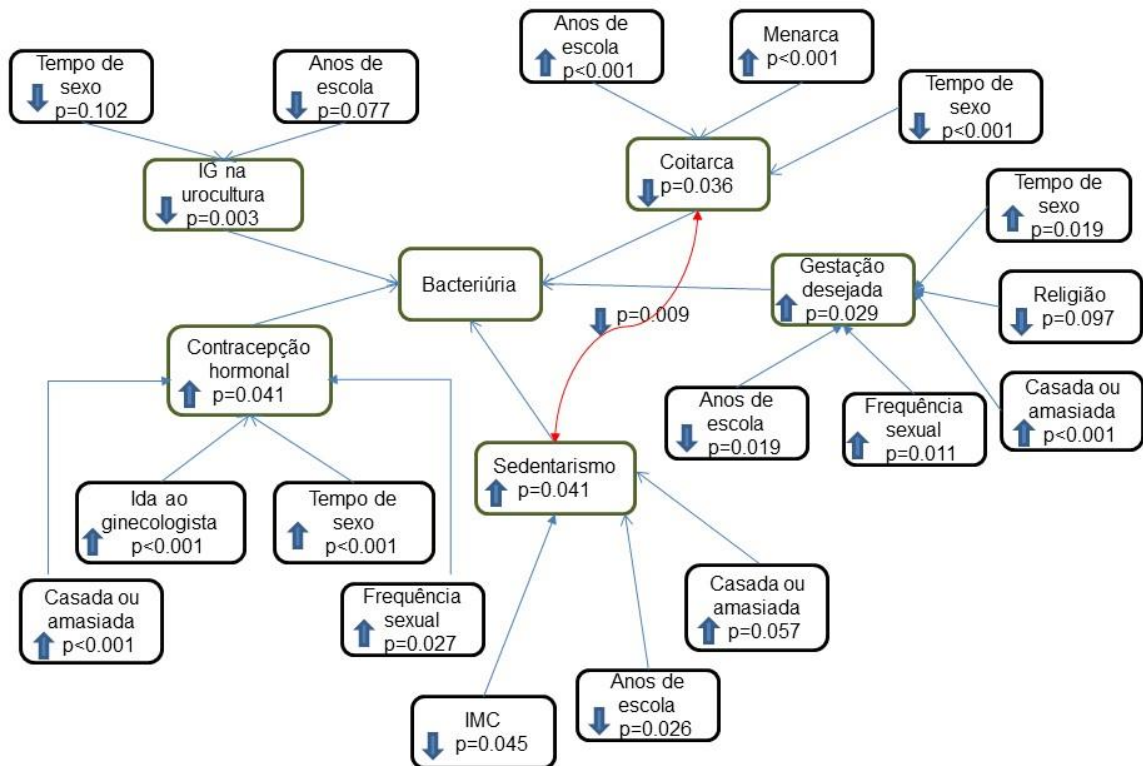 Anos de
escola
p<0.001
Menarca
p<0.001
Tempo de
sexo
p=0.102
Anos de
escola
p=0.077
Tempo de
sexo
p<0.001
IG na
urocultura
p=0.003
Coitarca
p=0.036
Tempo de
sexo
p=0.019
Bacteriúria
Gestação
desejada
p=0.029
Religião
p=0.097
p=0.009
Contracepção
hormonal
p=0.041
Anos de
escola
p=0.019
Frequência
sexual
p=0.011
Casada ou
amasiada
p<0.001
Sedentarismo
p=0.041
Ida ao
ginecologista
p<0.001
Tempo de
sexo
p<0.001
Casada ou
amasiada
p<0.001
Frequência
sexual
p=0.027
Casada ou
amasiada
p=0.057
Anos de
escola
p=0.026
IMC
p=0.045